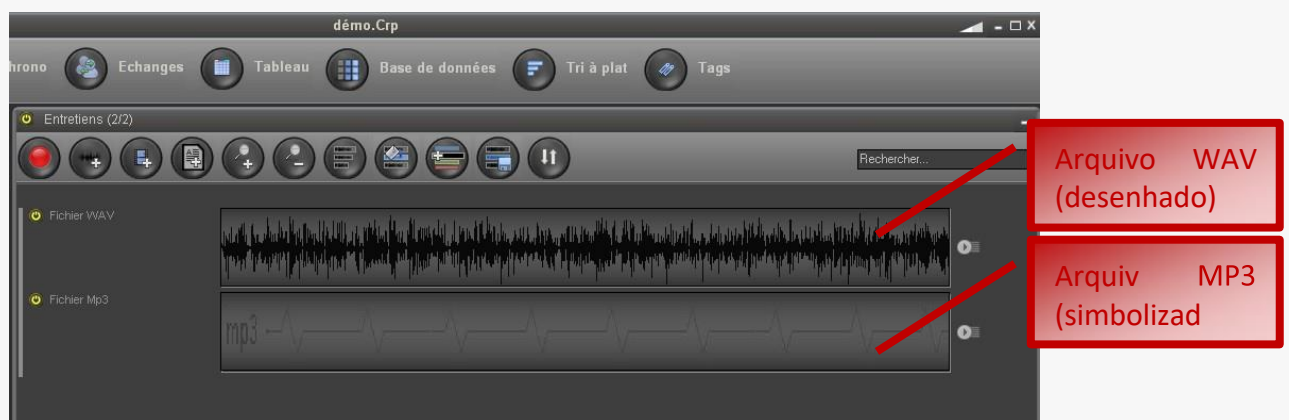 démo.Crp
hrono Echanges Tableau Base de données Tri à plat Tags
Entretiens (2/2)
Rechercher...
Arquivo WAV
(desenhado)
Fichier WAV
Arquiv MP3
(simbolizad
Fichier Mp3
mp3